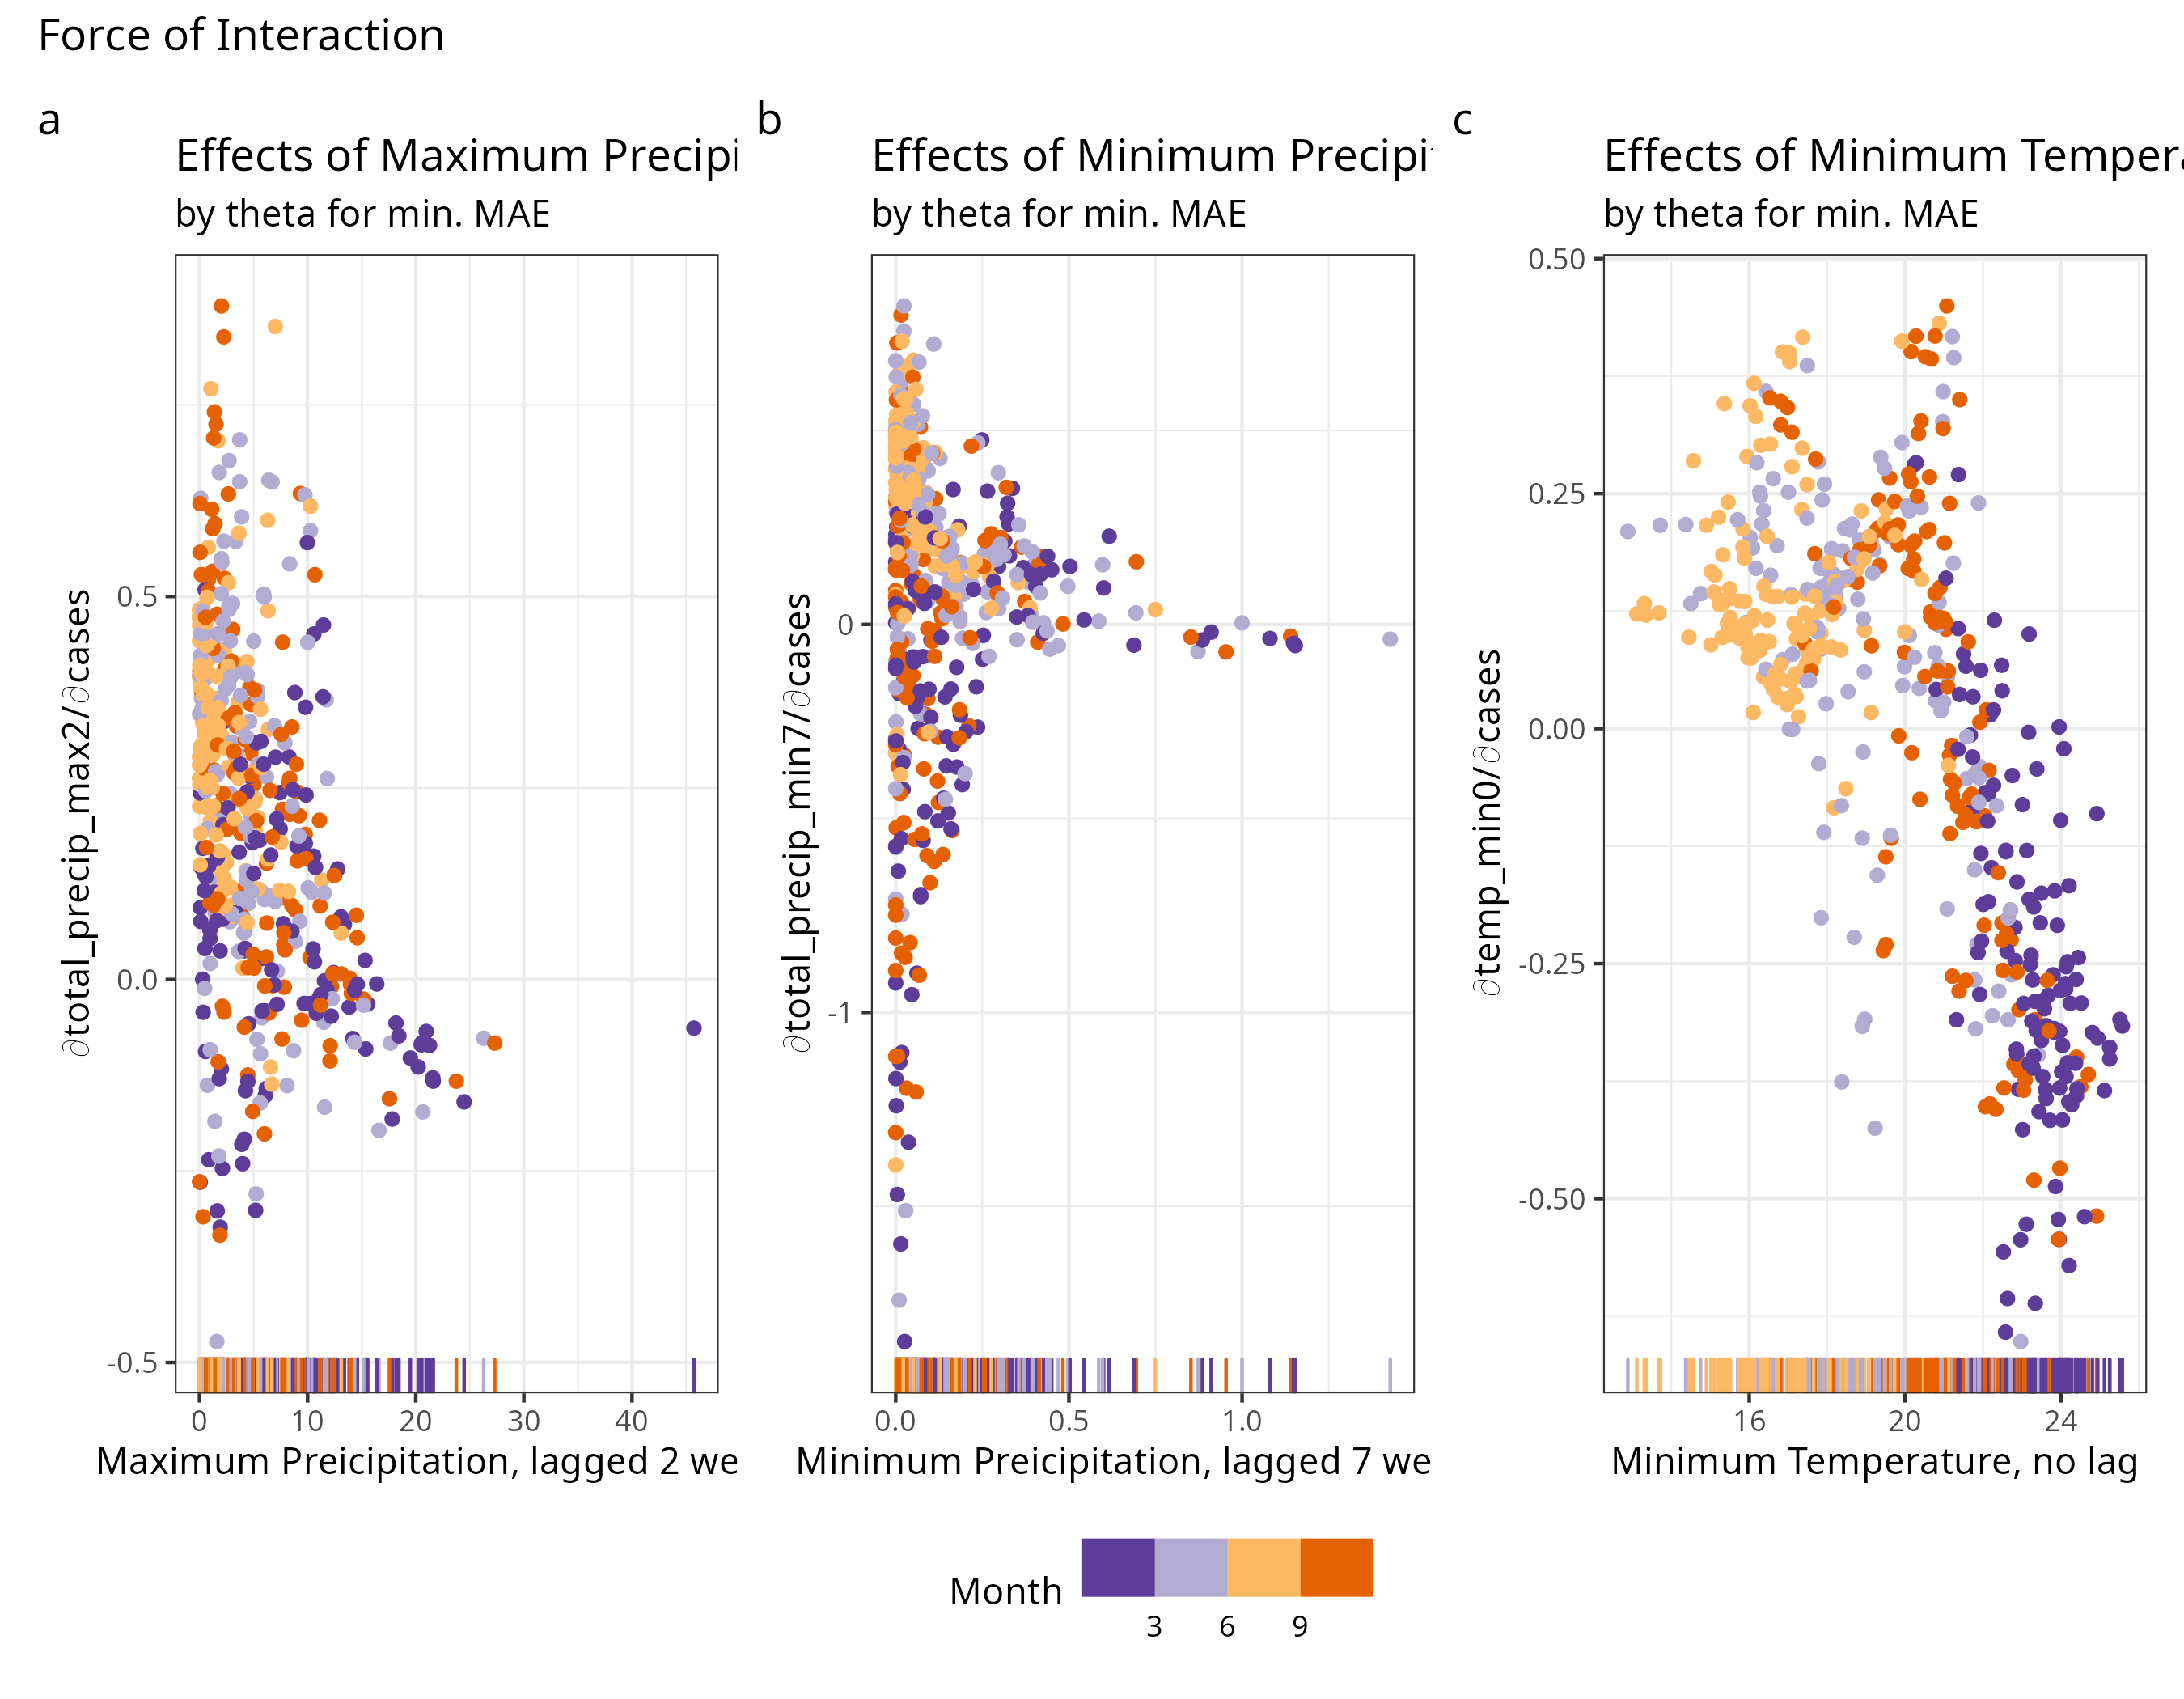 Force of Interaction
a
Effects of Maximum Precipi
by theta for min. MAE
∂total_precip_max2/∂cases
0.5
0.0
-0.5
0 10 20 30 40
Maximum Preicipitation, lagged 2 we
b
Effects of Minimum Precipit
by theta for min. MAE
∂total_precip_min7/∂cases
0
-1
0.0 0.5 1.0
Minimum Preicipitation, lagged 7 we
c
Effects of Minimum Tempera
by theta for min. MAE
∂temp_min0/∂cases
0.50
0.25
0.00
-0.25
-0.50
16 20 24
Minimum Temperature, no lag
Month
3 6 9